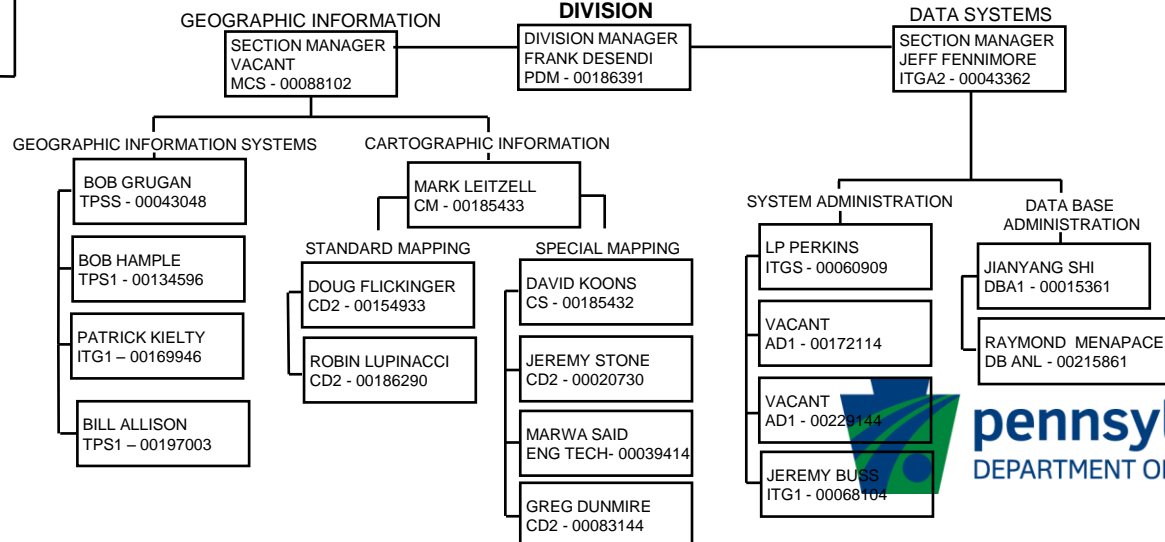 DIVISION
DIVISION MANAGER
FRANK DESENDI
PDM - 00186391
GEOGRAPHIC INFORMATION
SECTION MANAGER
VACANT
MCS - 00088102
GEOGRAPHIC INFORMATION SYSTEMS
BOB GRUGAN
TPSS - 00043048
BOB HAMPLE
TPS1 - 00134596
PATRICK KIELTY
ITG1 – 00169946
BILL ALLISON
TPS1 – 00197003
CARTOGRAPHIC INFORMATION
MARK LEITZELL
CM - 00185433
STANDARD MAPPING
DOUG FLICKINGER
CD2 - 00154933
ROBIN LUPINACCI
CD2 - 00186290
SPECIAL MAPPING
DAVID KOONS
CS - 00185432
JEREMY STONE
CD2 - 00020730
MARWA SAID
ENG TECH- 00039414
GREG DUNMIRE
CD2 - 00083144
DATA SYSTEMS
SECTION MANAGER
JEFF FENNIMORE
ITGA2 - 00043362
SYSTEM ADMINISTRATION
LP PERKINS
ITGS - 00060909
VACANT
AD1 - 00172114
VACANT
AD1 - 00229144
JEREMY BUSS
ITG1 - 00068104
DATA BASE
ADMINISTRATION
JIANYANG SHI
DBA1 - 00015361
RAYMOND  MENAPACE
DB ANL - 00215861
pennsyl
DEPARTMENT O